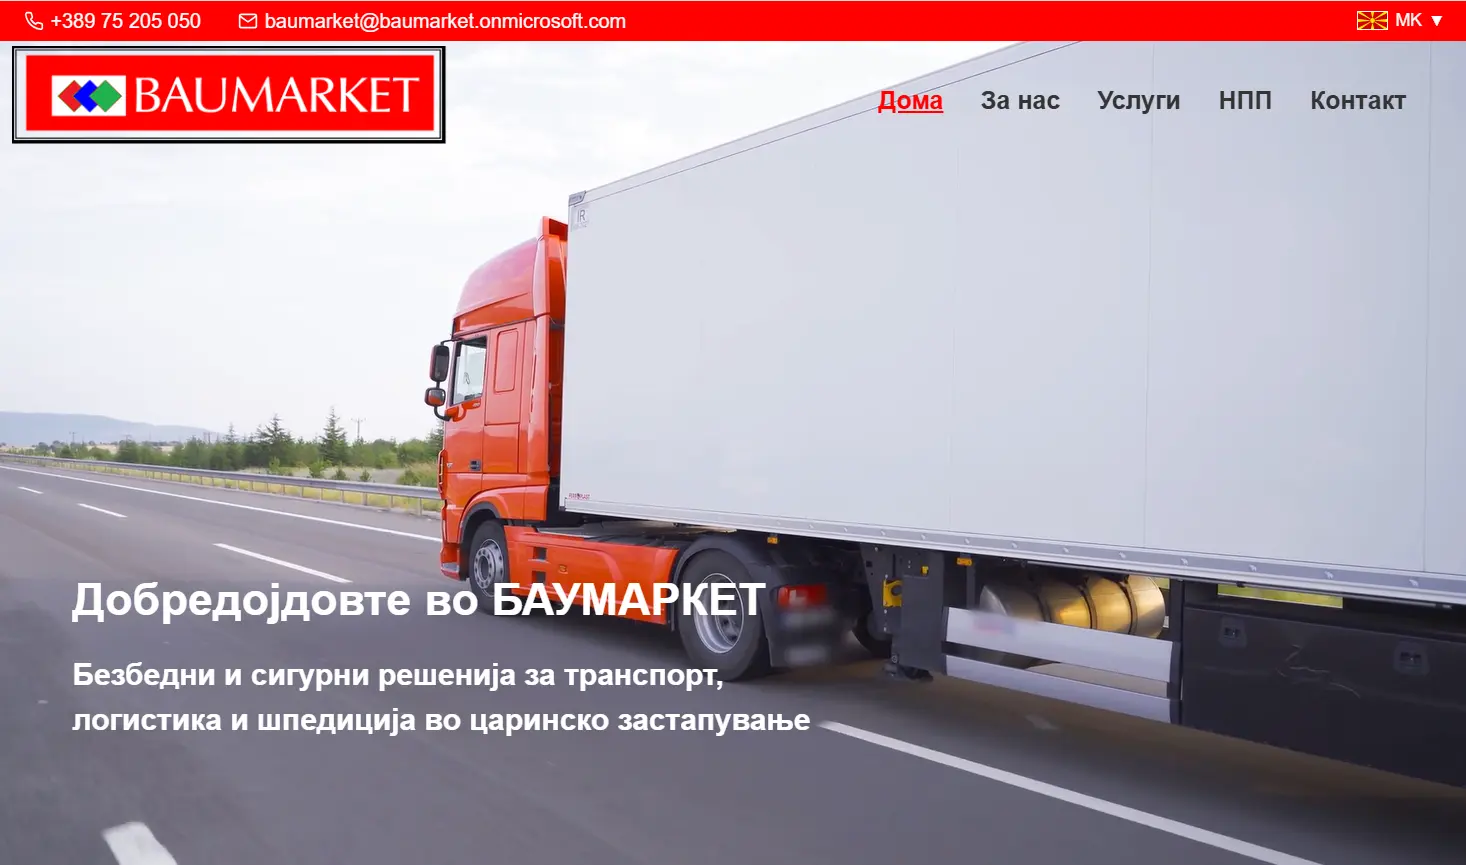 +389 75 205 050
baumarket@baumarket.onmicrosoft.com
MK ▼
BAUMARKET
Дома
За нас
Услуги
НПП
Контакт
IR
Добредојдовте во БАУМАРКЕТ
Безбедни и сигурни решенија за транспорт,
логистика и шпедиција во царинско застапување